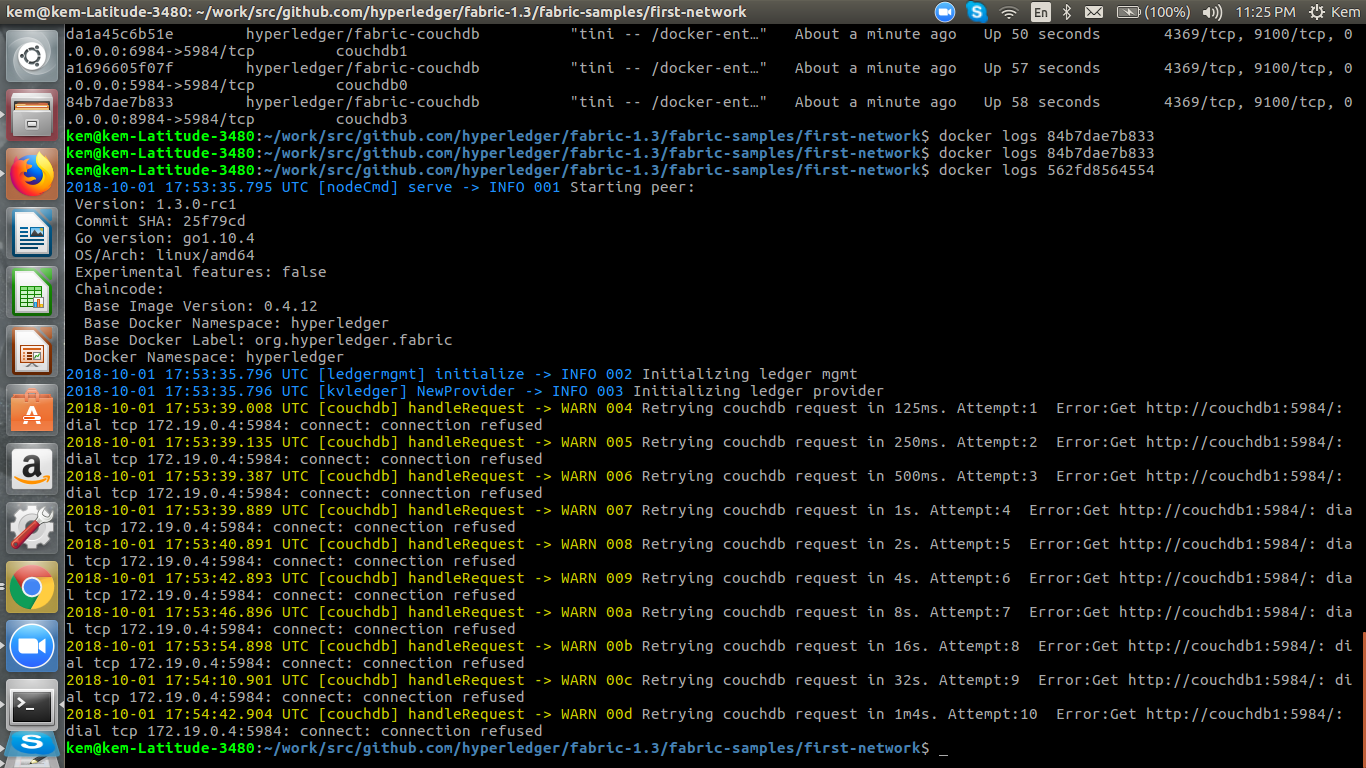 kem@kem-Latitude-3480: ~/work/src/github.com/hyperledger/fabric-1.3/fabric-samples/first-network
En (100%) 11:25 PM Kem
da1a45c6b51e hyperledger/fabric-couchdb "tini -- /docker-ent…" About a minute ago Up 50 seconds 4369/tcp, 9100/tcp, 0
.0.0.0:6984->5984/tcp couchdb1
a1696605f07f hyperledger/fabric-couchdb "tini -- /docker-ent…" About a minute ago Up 57 seconds 4369/tcp, 9100/tcp, 0
.0.0.0:5984->5984/tcp couchdb0
84b7dae7b833 hyperledger/fabric-couchdb "tini -- /docker-ent…" About a minute ago Up 58 seconds 4369/tcp, 9100/tcp, 0
.0.0.0:8984->5984/tcp couchdb3
kem@kem-Latitude-3480:~/work/src/github.com/hyperledger/fabric-1.3/fabric-samples/first-network$ docker logs 84b7dae7b833
kem@kem-Latitude-3480:~/work/src/github.com/hyperledger/fabric-1.3/fabric-samples/first-network$ docker logs 84b7dae7b833
kem@kem-Latitude-3480:~/work/src/github.com/hyperledger/fabric-1.3/fabric-samples/first-network$ docker logs 562fd8564554
2018-10-01 17:53:35.795 UTC [nodeCmd] serve -> INFO 001 Starting peer:
Version: 1.3.0-rc1
Commit SHA: 25f79cd
Go version: go1.10.4
OS/Arch: linux/amd64
Experimental features: false
Chaincode:
Base Image Version: 0.4.12
Base Docker Namespace: hyperledger
Base Docker Label: org.hyperledger.fabric
Docker Namespace: hyperledger
2018-10-01 17:53:35.796 UTC [ledgermgmt] initialize -> INFO 002 Initializing ledger mgmt
2018-10-01 17:53:35.796 UTC [kvledger] NewProvider -> INFO 003 Initializing ledger provider
2018-10-01 17:53:39.008 UTC [couchdb] handleRequest -> WARN 004 Retrying couchdb request in 125ms. Attempt:1 Error:Get http://couchdb1:5984/:
dial tcp 172.19.0.4:5984: connect: connection refused
2018-10-01 17:53:39.135 UTC [couchdb] handleRequest -> WARN 005 Retrying couchdb request in 250ms. Attempt:2 Error:Get http://couchdb1:5984/:
dial tcp 172.19.0.4:5984: connect: connection refused
2018-10-01 17:53:39.387 UTC [couchdb] handleRequest -> WARN 006 Retrying couchdb request in 500ms. Attempt:3 Error:Get http://couchdb1:5984/:
dial tcp 172.19.0.4:5984: connect: connection refused
2018-10-01 17:53:39.889 UTC [couchdb] handleRequest -> WARN 007 Retrying couchdb request in 1s. Attempt:4 Error:Get http://couchdb1:5984/: dia
l tcp 172.19.0.4:5984: connect: connection refused
2018-10-01 17:53:40.891 UTC [couchdb] handleRequest -> WARN 008 Retrying couchdb request in 2s. Attempt:5 Error:Get http://couchdb1:5984/: dia
l tcp 172.19.0.4:5984: connect: connection refused
2018-10-01 17:53:42.893 UTC [couchdb] handleRequest -> WARN 009 Retrying couchdb request in 4s. Attempt:6 Error:Get http://couchdb1:5984/: dia
l tcp 172.19.0.4:5984: connect: connection refused
2018-10-01 17:53:46.896 UTC [couchdb] handleRequest -> WARN 00a Retrying couchdb request in 8s. Attempt:7 Error:Get http://couchdb1:5984/: dia
l tcp 172.19.0.4:5984: connect: connection refused
2018-10-01 17:53:54.898 UTC [couchdb] handleRequest -> WARN 00b Retrying couchdb request in 16s. Attempt:8 Error:Get http://couchdb1:5984/: di
al tcp 172.19.0.4:5984: connect: connection refused
2018-10-01 17:54:10.901 UTC [couchdb] handleRequest -> WARN 00c Retrying couchdb request in 32s. Attempt:9 Error:Get http://couchdb1:5984/: di
al tcp 172.19.0.4:5984: connect: connection refused
2018-10-01 17:54:42.904 UTC [couchdb] handleRequest -> WARN 00d Retrying couchdb request in 1m4s. Attempt:10 Error:Get http://couchdb1:5984/:
dial tcp 172.19.0.4:5984: connect: connection refused
kem@kem-Latitude-3480:~/work/src/github.com/hyperledger/fabric-1.3/fabric-samples/first-network$ _